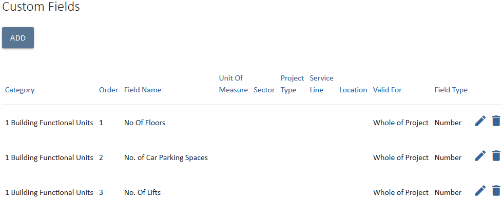 Custom Fields
ADD
Category Order Field Name Unit Of Measure Sector Project Type Service Line Location Valid For Field Type
1 Building Functional Units 1 No Of Floors Whole of Project Number
1 Building Functional Units 2 No. of Car Parking Spaces Whole of Project Number
1 Building Functional Units 3 No. Of Lifts Whole of Project Number